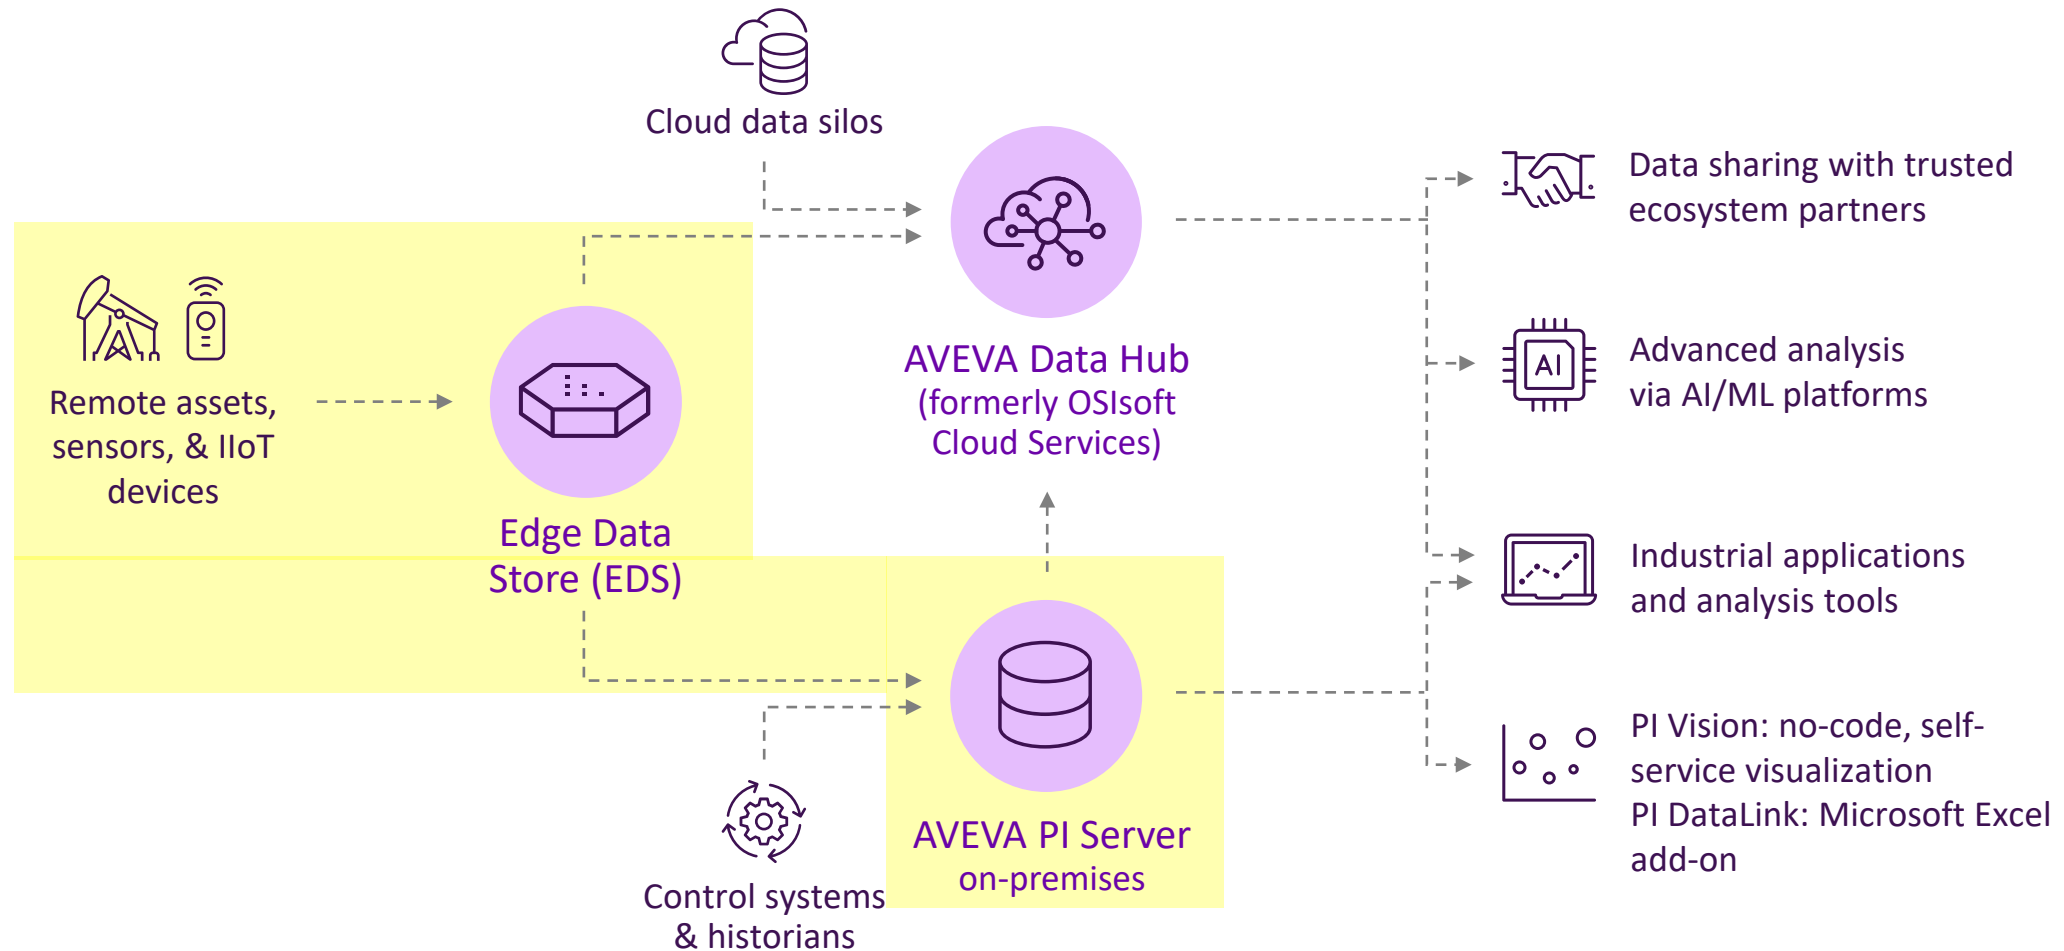 Cloud data silos
Remote assets,
sensors, & IIoT
devices
Edge Data
Store (EDS)
AVEVA Data Hub
(formerly OSIsoft
Cloud Services)
AVEVA PI Server
on-premises
Control systems
& historians
Data sharing with trusted
ecosystem partners
AI
Advanced analysis
via AI/ML platforms
Industrial applications
and analysis tools
PI Vision: no-code, self-
service visualization
PI DataLink: Microsoft Excel
add-on